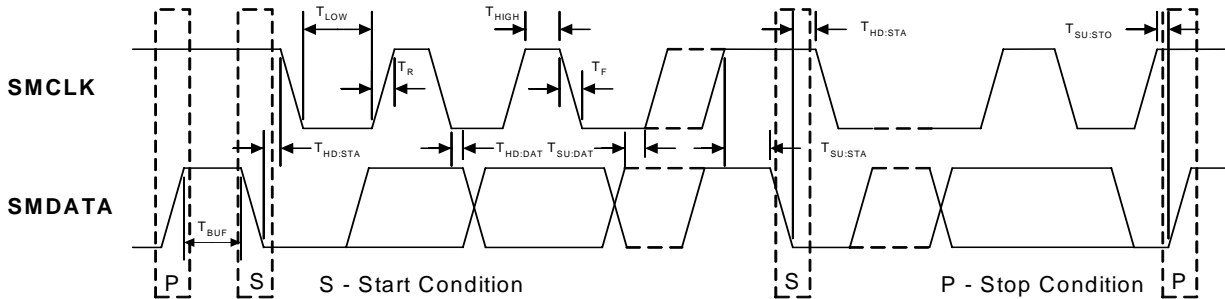 T_LOW T_HIGH T_HD:STA T_SU:STO
SMCLK T_R T_F
T_HD:STA T_HD:DAT T_SU:DAT T_SU:STA
SMDATA
T_BUF
P S S - Start Condition S P - Stop Condition P